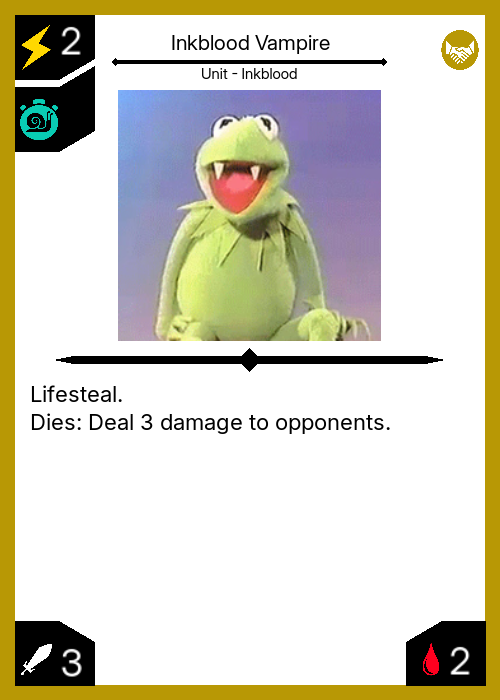 2
Inkblood Vampire
Unit - Inkblood
Lifesteal.
Dies: Deal 3 damage to opponents.
3
2